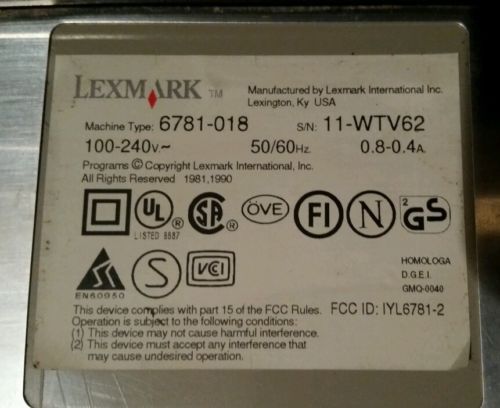 LEXMARK TM
Manufactured by Lexmark International Inc.
Lexington, Ky USA
Machine Type: 6781-018 S/N: 11-WTV62
100-240v.~ 50/60Hz. 0.8-0.4A.
Programs © Copyright Lexmark International, Inc.
All Rights Reserved 1981,1990
UL ® SA ®. ÖVE FI N 2 GS
LISTED 8587
EN60950 S VCI
HOMOLOGA
D.G.E.I.
GMQ-0040
This device complies with part 15 of the FCC Rules. FCC ID: IYL6781-2
Operation is subject to the following conditions:
(1) This device may not cause harmful interference.
(2) This must accept any interference that
may cause undesired operation.